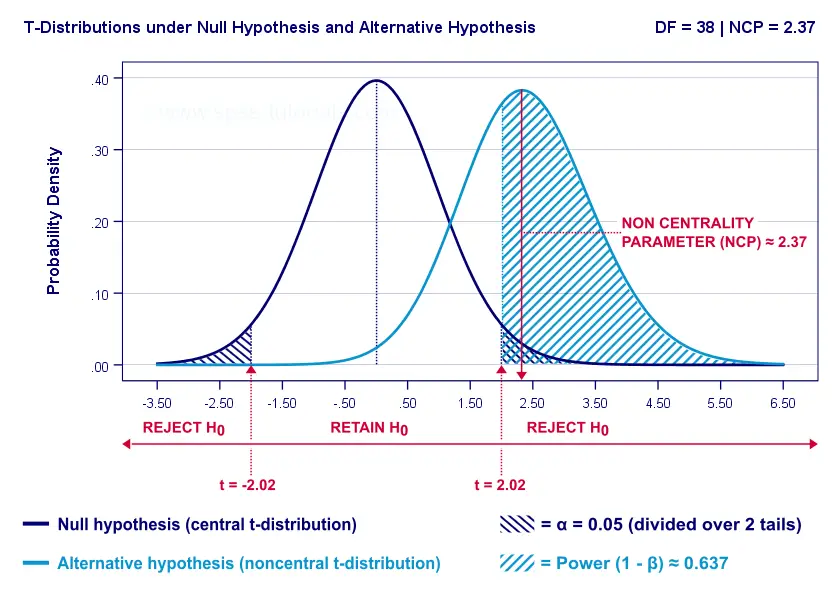 T-Distributions under Null Hypothesis and Alternative Hypothesis DF = 38 | NCP = 2.37
Probability Density
.40
.30
.20
.10
.00
NON CENTRALITY
PARAMETER (NCP) ≈ 2.37
-3.50 -2.50 -1.50 -.50 .50 1.50 2.50 3.50 4.50 5.50 6.50
REJECT H0 RETAIN H0 REJECT H0
t = -2.02 t = 2.02
Null hypothesis (central t-distribution) = α = 0.05 (divided over 2 tails)
Alternative hypothesis (noncentral t-distribution) = Power (1 - β) ≈ 0.637